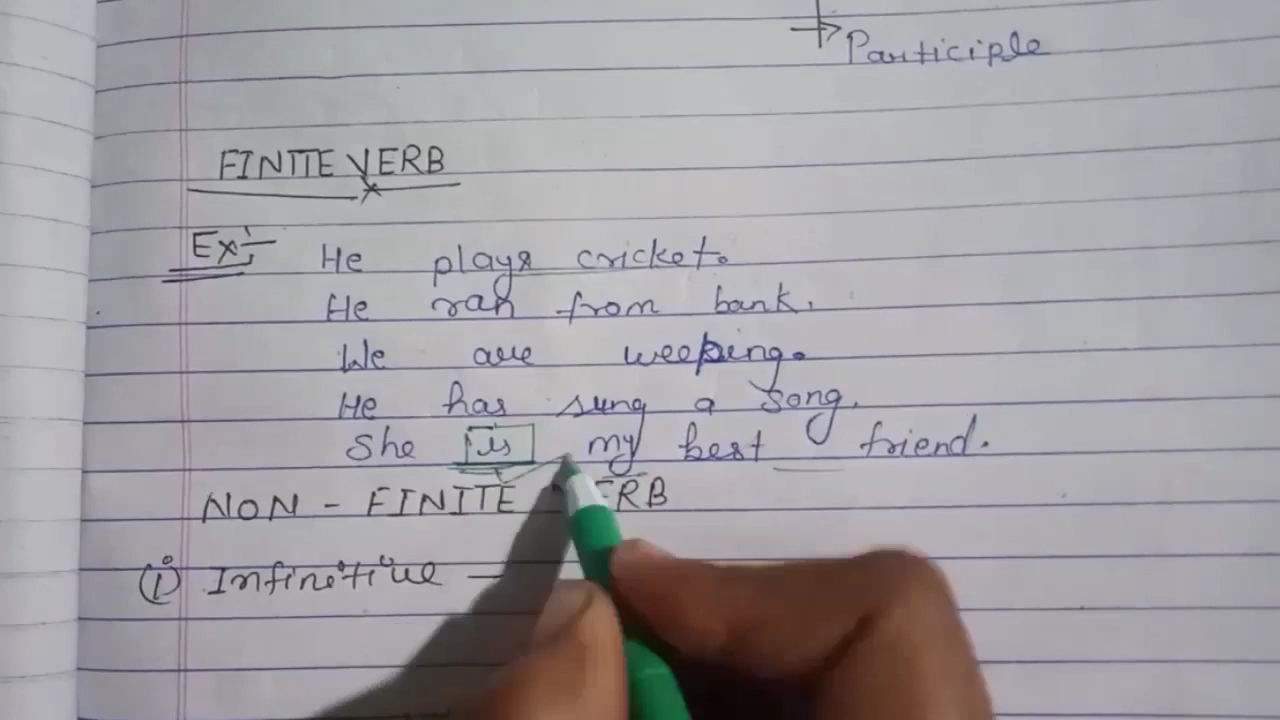 Participle
FINITE VERB
Ex:- He plays cricket.
He ran from bank.
We are weeping.
He has sung a song.
She is my best friend.
NON - FINITE VERB
(i) Infinitive -